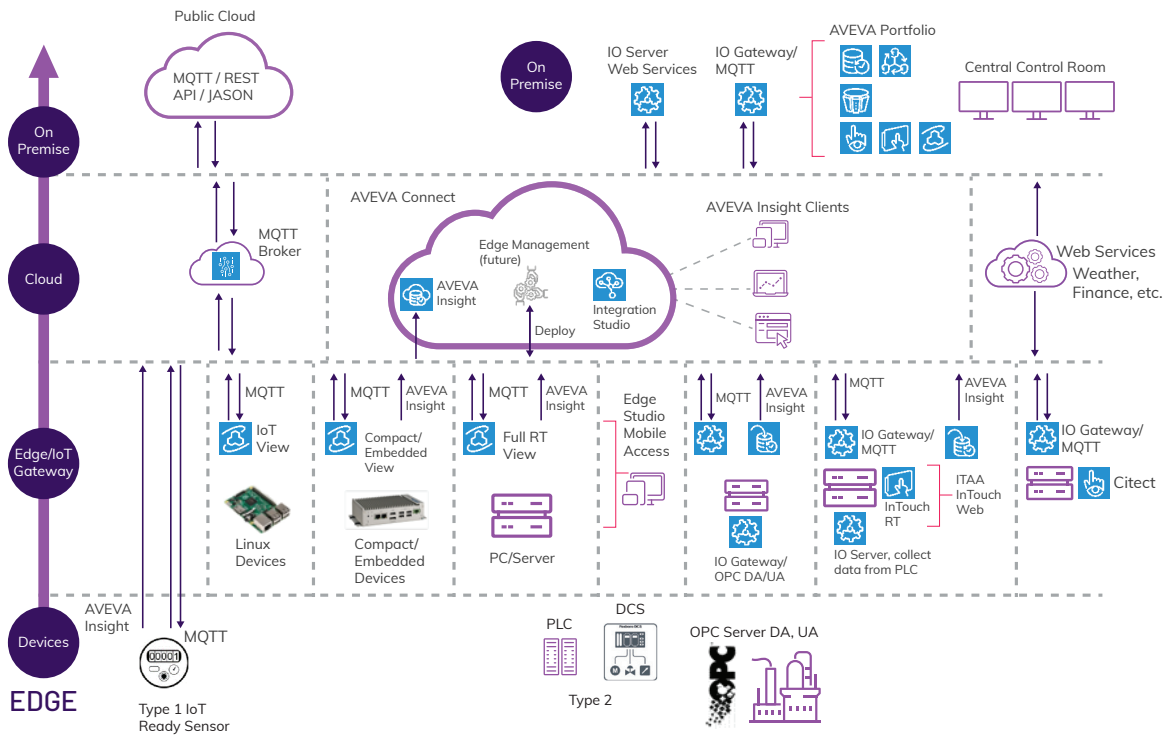 Public Cloud
MQTT / REST
API / JASON
On
Premise
IO Server
Web Services
IO Gateway/
MQTT
AVEVA Portfolio
Central Control Room
On
Premise
AVEVA Connect
MQTT
Broker
Edge Management
(future)
AVEVA
Insight
Integration
Studio
Deploy
AVEVA Insight Clients
Web Services
Weather,
Finance, etc.
Cloud
MQTT
IoT
View
Linux
Devices
MQTT
AVEVA
Insight
Compact/
Embedded
View
Compact/
Embedded
Devices
MQTT
AVEVA
Insight
Full RT
View
PC/Server
Edge
Studio
Mobile
Access
MQTT
AVEVA
Insight
IO Gateway/
OPC DA/UA
MQTT
AVEVA
Insight
IO Gateway/
MQTT
InTouch
RT
ITAA
InTouch
Web
IO Server, collect
data from PLC
MQTT
IO Gateway/
MQTT
Citect
Edge/IoT
Gateway
AVEVA
Insight
MQTT
00001
Type 1 IoT
Ready Sensor
PLC
DCS
Type 2
OPC Server DA, UA
OPC
Devices
EDGE